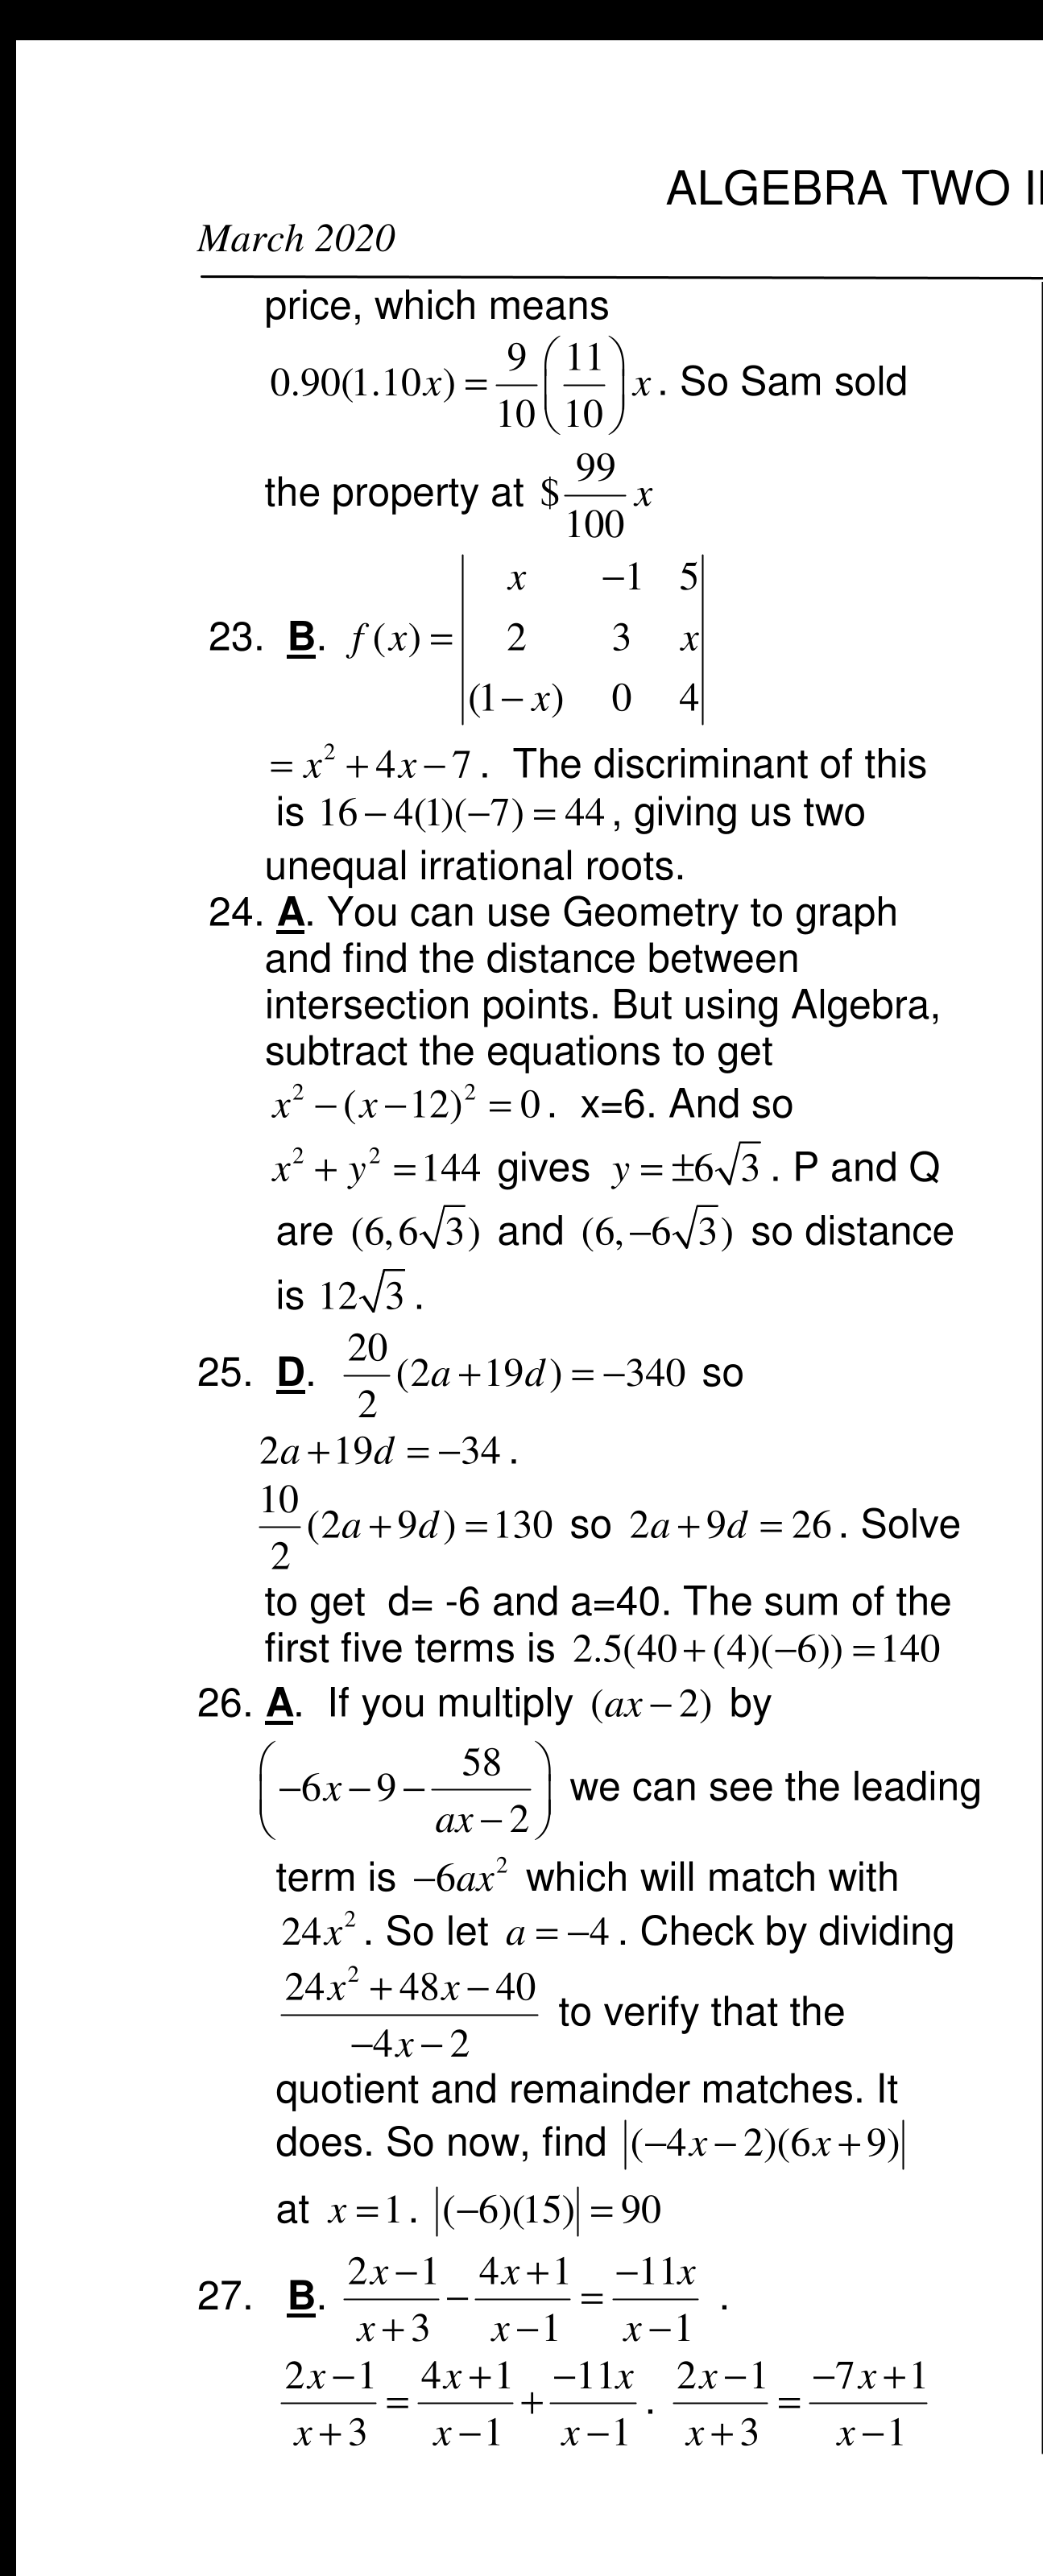 ALGEBRA TWO
March 2020
price, which means
0.90(1.10x) = \frac{9}{10}\left(\frac{11}{10}\right)x. So Sam sold
the property at $\frac{99}{100}x
23. B. f(x) = \begin{vmatrix} x & -1 & 5 \\ 2 & 3 & x \\ (1-x) & 0 & 4 \end{vmatrix}
= x^2 + 4x - 7. The discriminant of this
is 16 - 4(1)(-7) = 44, giving us two
unequal irrational roots.
24. A. You can use Geometry to graph
and find the distance between
intersection points. But using Algebra,
subtract the equations to get
x^2 - (x-12)^2 = 0. x=6. And so
x^2 + y^2 = 144 gives y = ±6√3. P and Q
are (6, 6√3) and (6, -6√3) so distance
is 12√3.
25. D. \frac{20}{2}(2a+19d) = -340 so
2a+19d = -34.
\frac{10}{2}(2a+9d) = 130 so 2a+9d = 26. Solve
to get d= -6 and a=40. The sum of the
first five terms is 2.5(40+(4)(-6)) = 140
26. A. If you multiply (ax-2) by
\left(-6x-9-\frac{58}{ax-2}\right) we can see the leading
term is -6ax^2 which will match with
24x^2. So let a = -4. Check by dividing
\frac{24x^2+48x-40}{-4x-2} to verify that the
quotient and remainder matches. It
does. So now, find |(-4x-2)(6x+9)|
at x = 1. |(-6)(15)| = 90
27. B. \frac{2x-1}{x+3} - \frac{4x+1}{x-1} = \frac{-11x}{x-1}.
\frac{2x-1}{x+3} = \frac{4x+1}{x-1} + \frac{-11x}{x-1}. \frac{2x-1}{x+3} = \frac{-7x+1}{x-1}